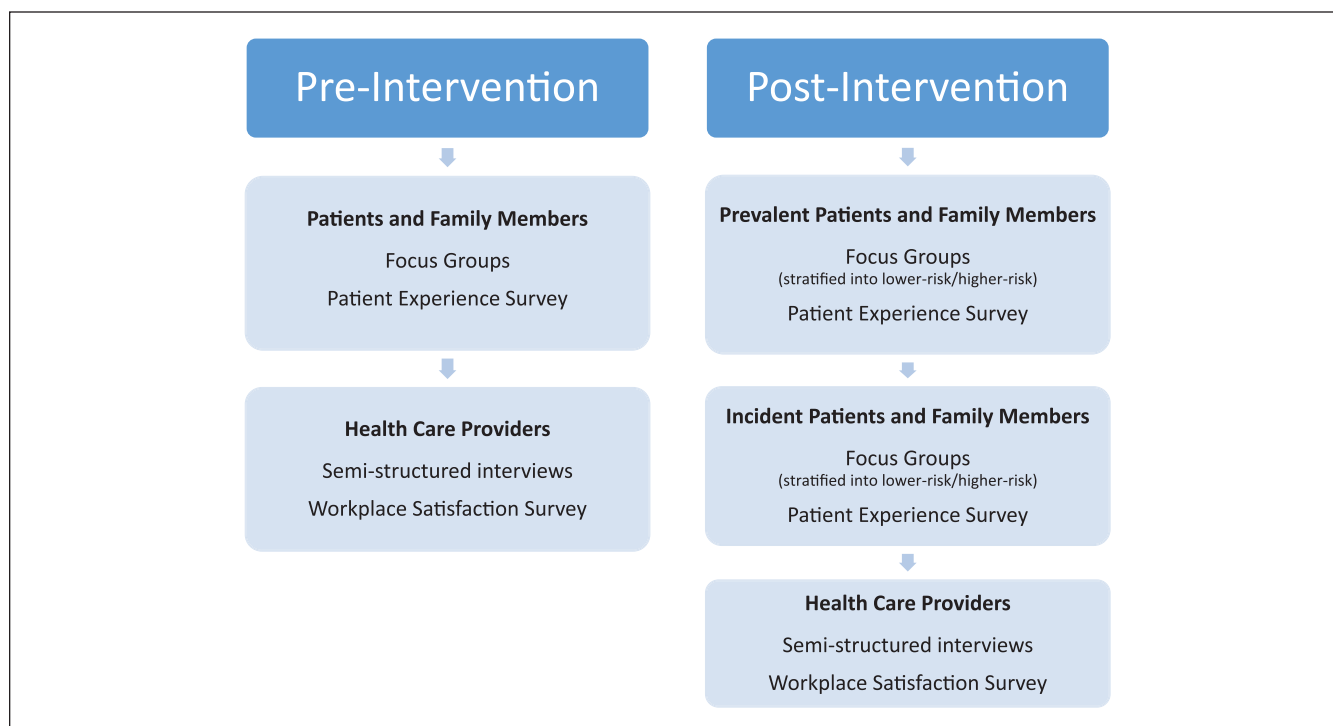 Pre-Intervention
Patients and Family Members
Focus Groups
Patient Experience Survey
Health Care Providers
Semi-structured interviews
Workplace Satisfaction Survey
Post-Intervention
Prevalent Patients and Family Members
Focus Groups
(stratified into lower-risk/higher-risk)
Patient Experience Survey
Incident Patients and Family Members
Focus Groups
(stratified into lower-risk/higher-risk)
Patient Experience Survey
Health Care Providers
Semi-structured interviews
Workplace Satisfaction Survey